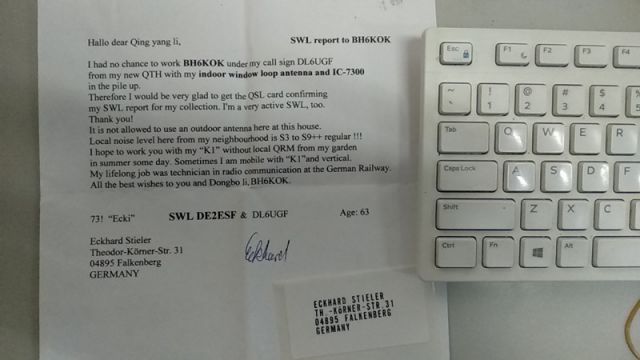 Hallo dear Qing yang li,
SWL report to BH6KOK
I had no chance to work BH6KOK under my call sign DL6UGF
from my new QTH with my indoor window loop antenna and IC-7300
in the pile up.
Therefore I would be very glad to get the QSL card confirming
my SWL report for my collection. I'm a very active SWL, too.
Thank you!
It is not allowed to use an outdoor antenna here at this house.
Local noise level here from my neighbourhood is S3 to S9++ regular !!!
I hope to work you with my "K1" without local QRM from my garden
in summer some day. Sometimes I am mobile with "K1"and vertical.
My lifelong job was technician in radio communication at the German Railway.
All the best wishes to you and Dongbo li, BH6KOK.
73! "Ecki" SWL DE2ESF & DL6UGF Age: 63
Eckhard Stieler
Theodor-Körner-Str. 31
04895 Falkenberg
GERMANY
Eckhard
ECKHARD STIELER
TH.-KöRNER-STR.31
04895 FALKENBERG
GERMANY
Esc F1 F2 F3 F4
~ ` ! 1 @ 2 # 3 $ 4 % 5
Tab Q W E R
Caps Lock A S D F
Shift Z X C
Ctrl Fn Alt